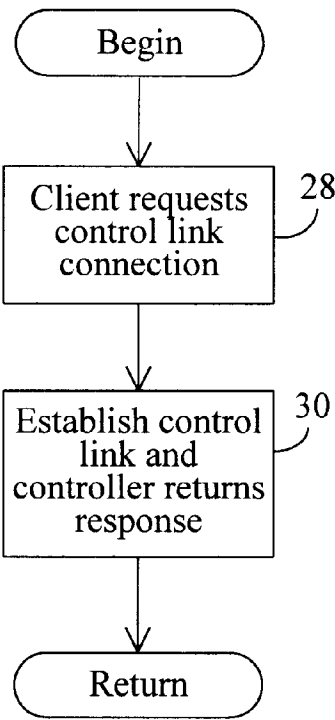 Begin
Client requests
control link
connection
28
Establish control
link and
controller returns
response
30
Return